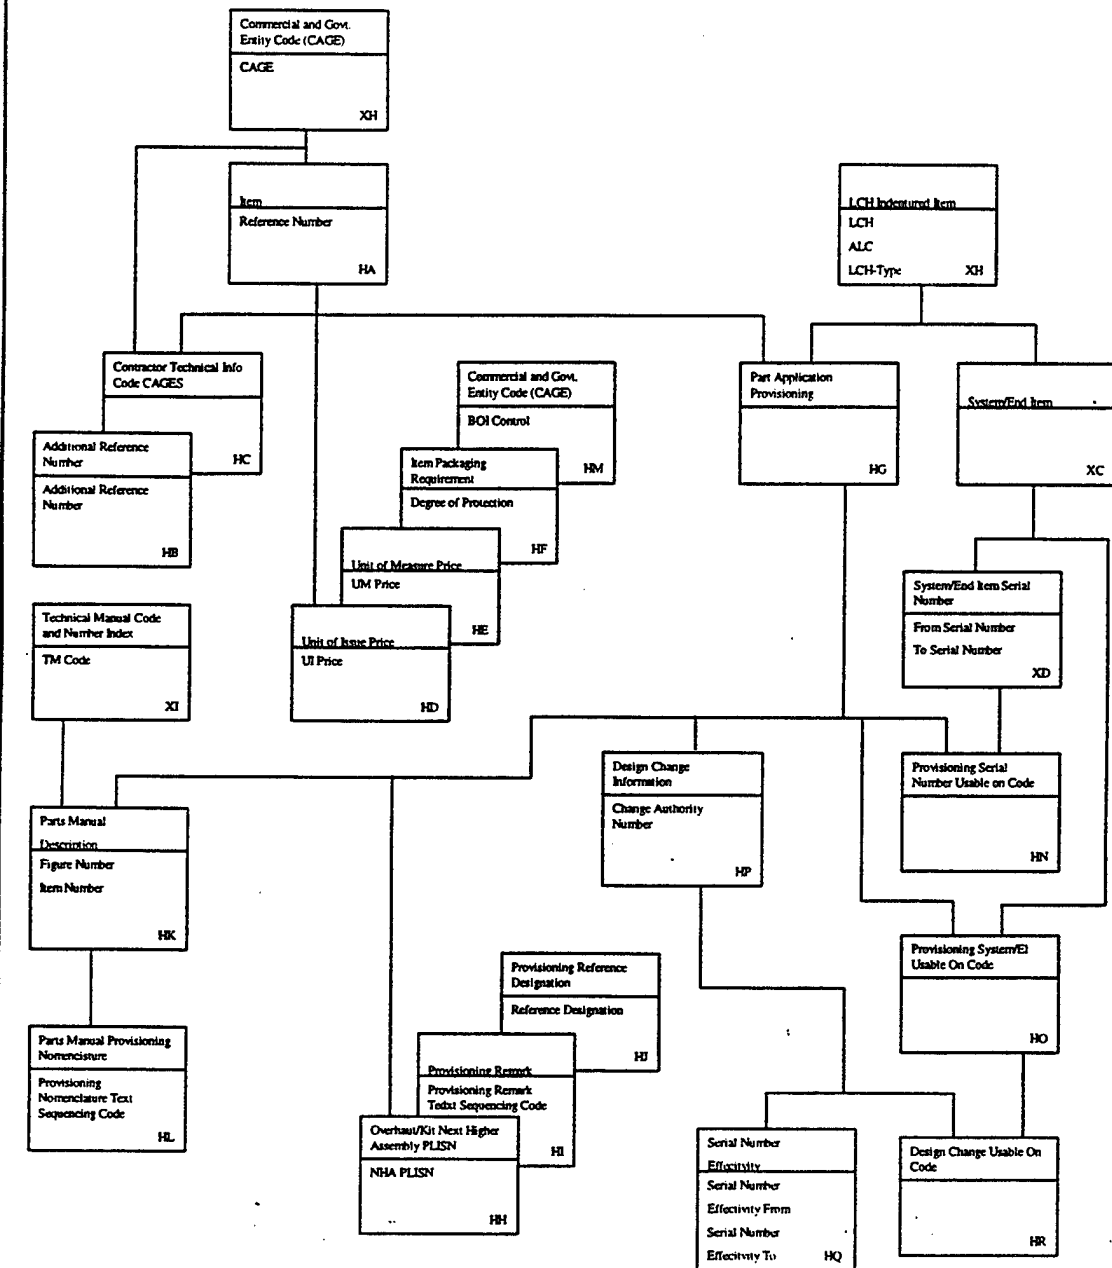 Commercial and Govt.
Entity Code (CAGE)
CAGE
XH
Item
Reference Number
HA
LCH Indentured Item
LCH
ALC
LCH-Type XH
Contractor Technical Info
Code CAGES
HC
Additional Reference
Number
Additional Reference
Number
HB
Commercial and Govt.
Entity Code (CAGE)
BOI Control
HM
Item Packaging
Requirement
Degree of Protection
HF
Unit of Measure Price
UM Price
HE
Unit of Issue Price
UI Price
HD
Part Application
Provisioning
HG
System/End Item
XC
System/End Item Serial
Number
From Serial Number
To Serial Number
XD
Technical Manual Code
and Number Index
TM Code
XI
Design Change
Information
Change Authority
Number
HP
Provisioning Serial
Number Usable on Code
HN
Parts Manual
Description
Figure Number
Item Number
HK
Provisioning System/EI
Usable On Code
HO
Provisioning Reference
Designation
Reference Designation
HJ
Provisioning Remark
Provisioning Remark
Tedxt Sequencing Code
HI
Overhaut/Kit Next Higher
Assembly PLISN
NHA PLISN
HH
Parts Manual Provisioning
Nomencisture
Provisioning
Nomenclature Text
Sequencing Code
HL
Serial Number
Effecitvity
Serial Number
Effectivity From
Serial Number
Effecitvity To HQ
Design Change Usable On
Code
HR